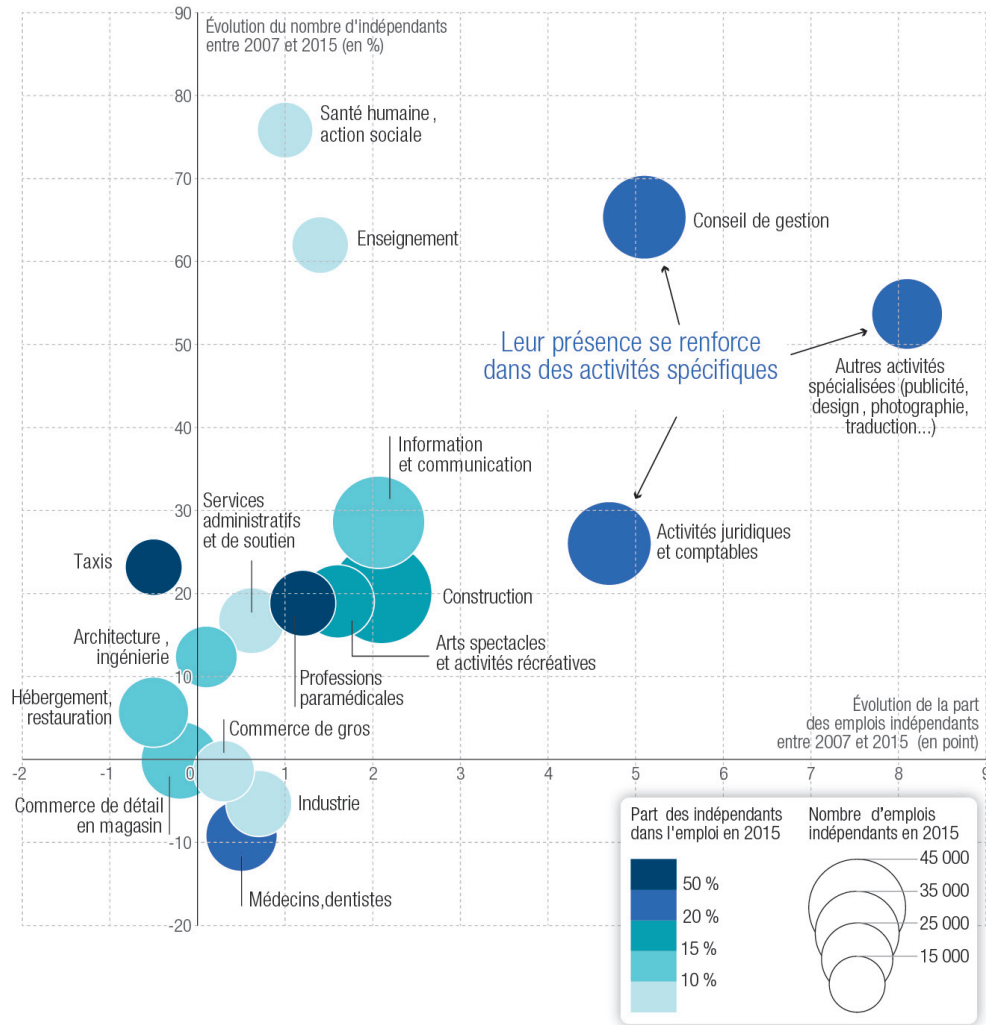 90
Évolution du nombre d'indépendants
entre 2007 et 2015 (en %)
80
Santé humaine,
action sociale
70
Conseil de gestion
Enseignement
60
50
Leur présence se renforce
dans des activités spécifiques
Autres activités
spécialisées (publicité,
design, photographie,
traduction...)
40
Information
et communication
30
Services
administratifs
et de soutien
Activités juridiques
et comptables
Taxis
20
Construction
Architecture,
ingénierie
Arts spectacles
et activités récréatives
10
Professions
paramédicales
Hébergement,
restauration
Commerce de gros
Évolution de la part
des emplois indépendants
entre 2007 et 2015 (en point)
-2 -1 0 1 2 3 4 5 6 7 8 9
Commerce de détail
en magasin
Industrie
-10
Médecins,dentistes
-20
Part des indépendants
dans l'emploi en 2015
50 %
20 %
15 %
10 %
Nombre d'emplois
indépendants en 2015
45 000
35 000
25 000
15 000